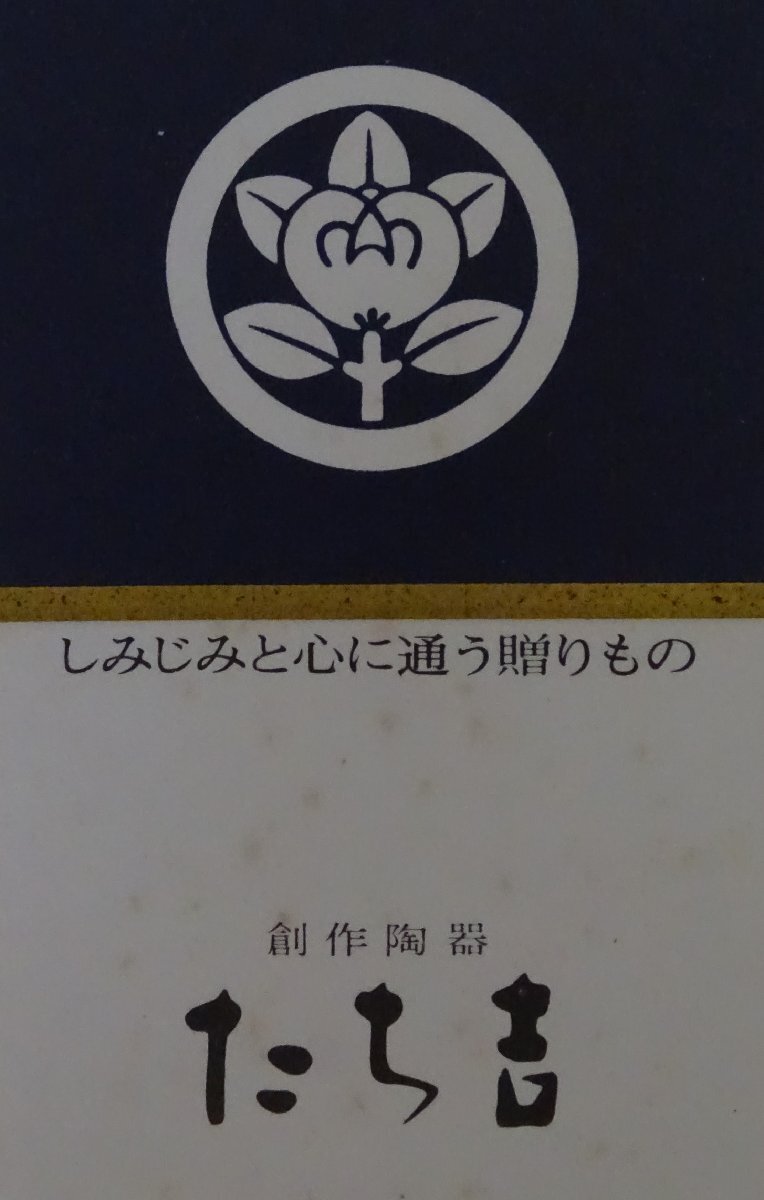 しみじみと心に通う贈りもの
創作陶器
たち吉